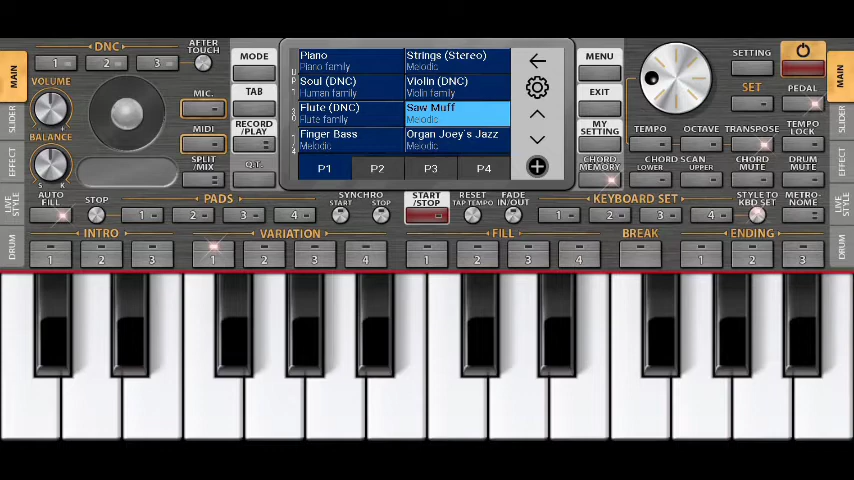 DNC
AFTER
TOUCH
1 2 3
MAIN
VOLUME
BALANCE
S K
SLIDER
EFFECT
LIVE
STYLE
DRUM
MIC.
MIDI
SPLIT
/MIX
MODE
TAB
RECORD
/PLAY
Q.T.
Piano
Piano family
Strings (Stereo)
Melodic
Soul (DNC)
Human family
Violin (DNC)
Violin family
Flute (DNC)
Flute family
Saw Muff
Melodic
Finger Bass
Melodic
Organ Joey's Jazz
Melodic
P1 P2 P3 P4
MENU
EXIT
MY
SETTING
CHORD
MEMORY
SETTING
SET
PEDAL
TEMPO OCTAVE TRANSPOSE
TEMPO
LOCK
CHORD SCAN
LOWER UPPER
CHORD
MUTE
DRUM
MUTE
MAIN
SLIDER
EFFECT
LIVE
STYLE
DRUM
AUTO
FILL
STOP
PADS
1 2 3 4
SYNCHRO
START STOP
START
/STOP
RESET
TAP TEMPO
FADE
IN/OUT
KEYBOARD SET
1 2 3 4
STYLE TO
KBD SET
METRO-
NOME
INTRO
1 2 3
VARIATION
1 2 3 4
FILL
1 2 3 4
BREAK
ENDING
1 2 3